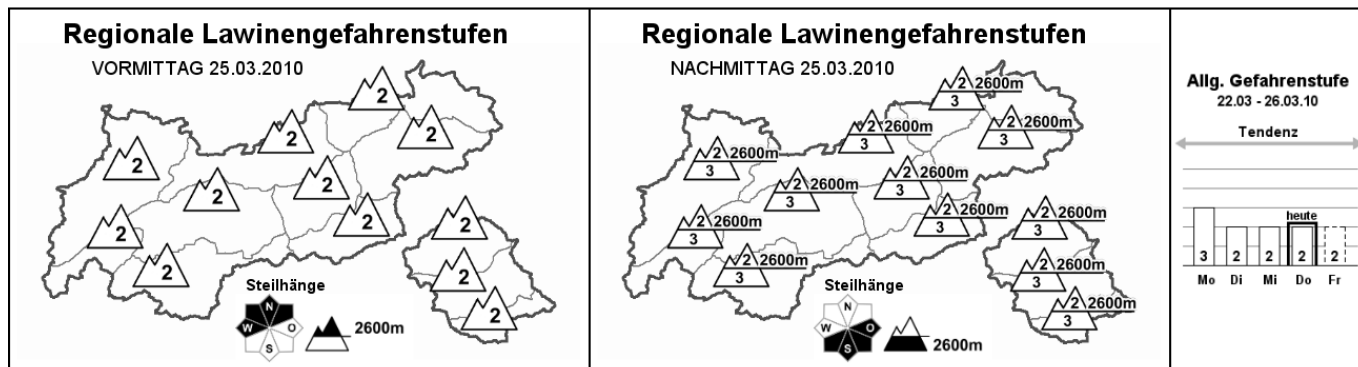 Regionale Lawinengefahrenstufen
VORMITTAG 25.03.2010
2
2
2
2
2
2
2
2
2
2
2
2
Steilhänge
N
W O
S
2600m
Regionale Lawinengefahrenstufen
NACHMITTAG 25.03.2010
2 2600m
3
2 2600m
3
2 2600m
3
2 2600m
3
2 2600m
3
2 2600m
3
2 2600m
3
2 2600m
3
2 2600m
3
2 2600m
3
2 2600m
3
2 2600m
3
Steilhänge
N
W O
S
2600m
Allg. Gefahrenstufe
22.03 - 26.03.10
Tendenz
heute
3 2 2 2 2
Mo Di Mi Do Fr